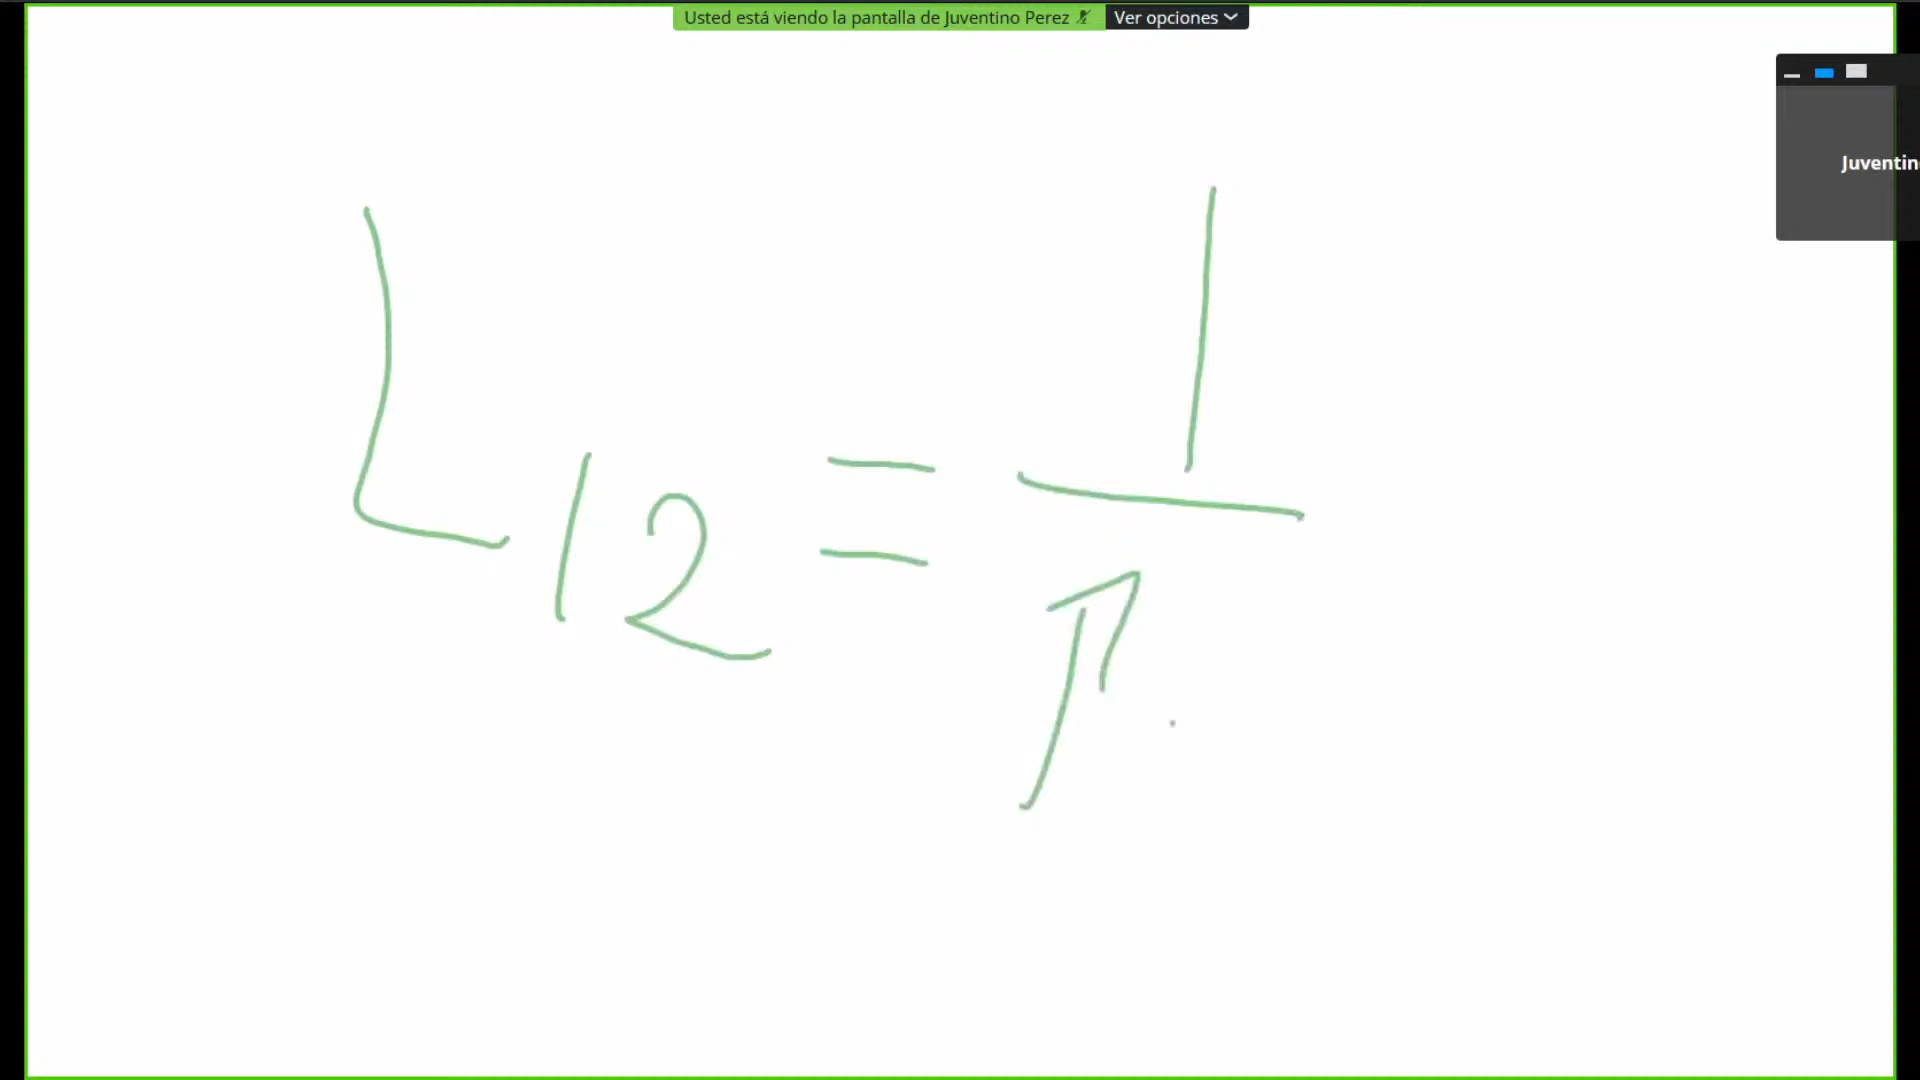 Usted está viendo la pantalla de Juventino Perez Ver opciones
Juventin
L12 = 1